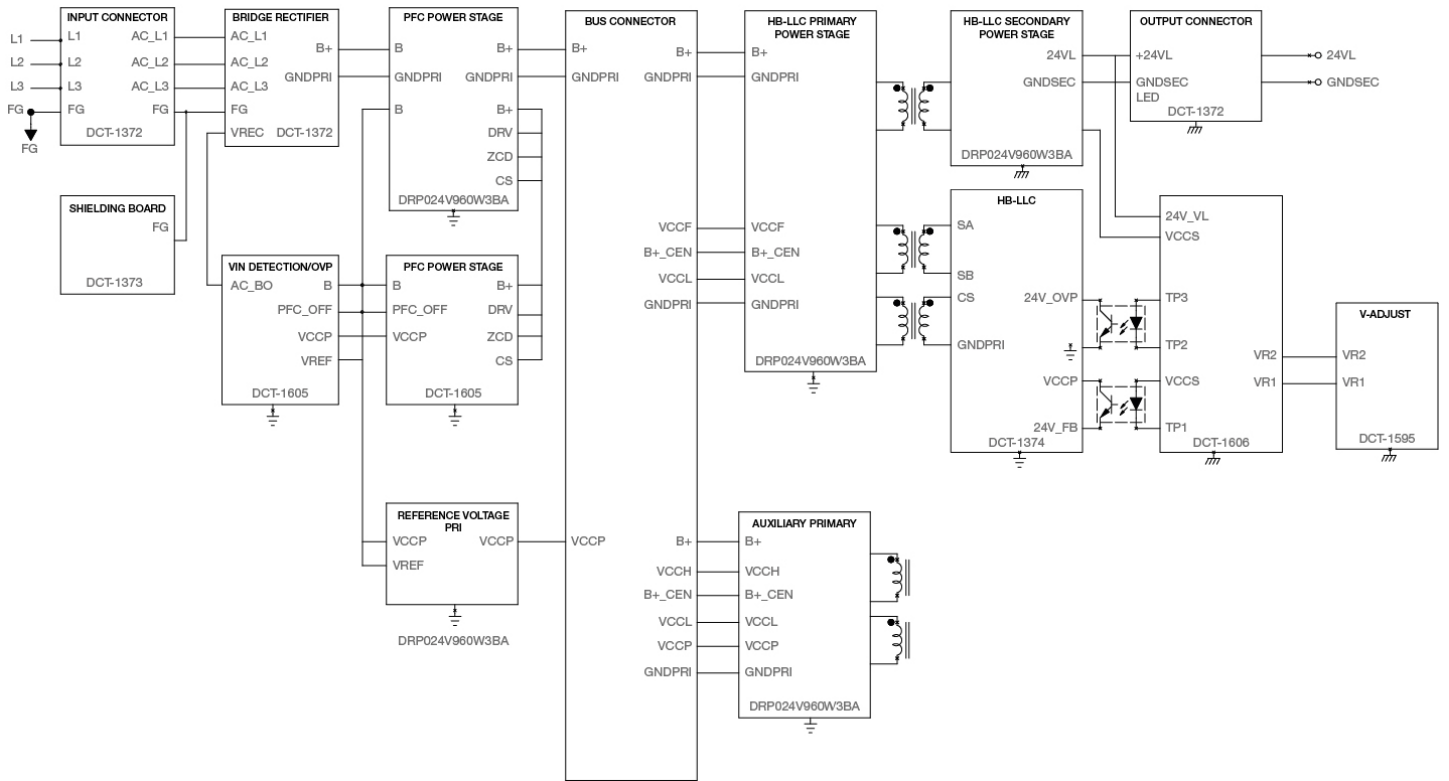 INPUT CONNECTOR
L1
L1
AC_L1
L2
L2
AC_L2
L3
L3
AC_L3
FG
FG
FG
DCT-1372
FG
BRIDGE RECTIFIER
AC_L1
B+
AC_L2
GNDPRI
AC_L3
FG
VREC
DCT-1372
PFC POWER STAGE
B
B+
GNDPRI
GNDPRI
B
B+
DRV
ZCD
CS
DRP024V960W3BA
SHIELDING BOARD
FG
DCT-1373
VIN DETECTION/OVP
AC_BO
B
PFC_OFF
VCCP
VREF
DCT-1605
PFC POWER STAGE
B
B+
PFC_OFF
DRV
VCCP
ZCD
CS
DCT-1605
REFERENCE VOLTAGE
PRI
VCCP
VCCP
VREF
DRP024V960W3BA
BUS CONNECTOR
B+
B+
GNDPRI
GNDPRI
VCCF
B+_CEN
VCCL
GNDPRI
VCCP
B+
VCCH
B+_CEN
VCCL
VCCP
GNDPRI
HB-LLC PRIMARY
POWER STAGE
B+
GNDPRI
VCCF
B+_CEN
VCCL
GNDPRI
DRP024V960W3BA
AUXILIARY PRIMARY
B+
VCCH
B+_CEN
VCCL
VCCP
GNDPRI
DRP024V960W3BA
HB-LLC SECONDARY
POWER STAGE
24VL
GNDSEC
DRP024V960W3BA
HB-LLC
SA
SB
CS
24V_OVP
GNDPRI
VCCP
24V_FB
DCT-1374
OUTPUT CONNECTOR
+24VL
24VL
GNDSEC
GNDSEC
LED
DCT-1372
24V_VL
VCCS
TP3
TP2
VR2
VCCS
VR1
TP1
DCT-1606
V-ADJUST
VR2
VR1
DCT-1595